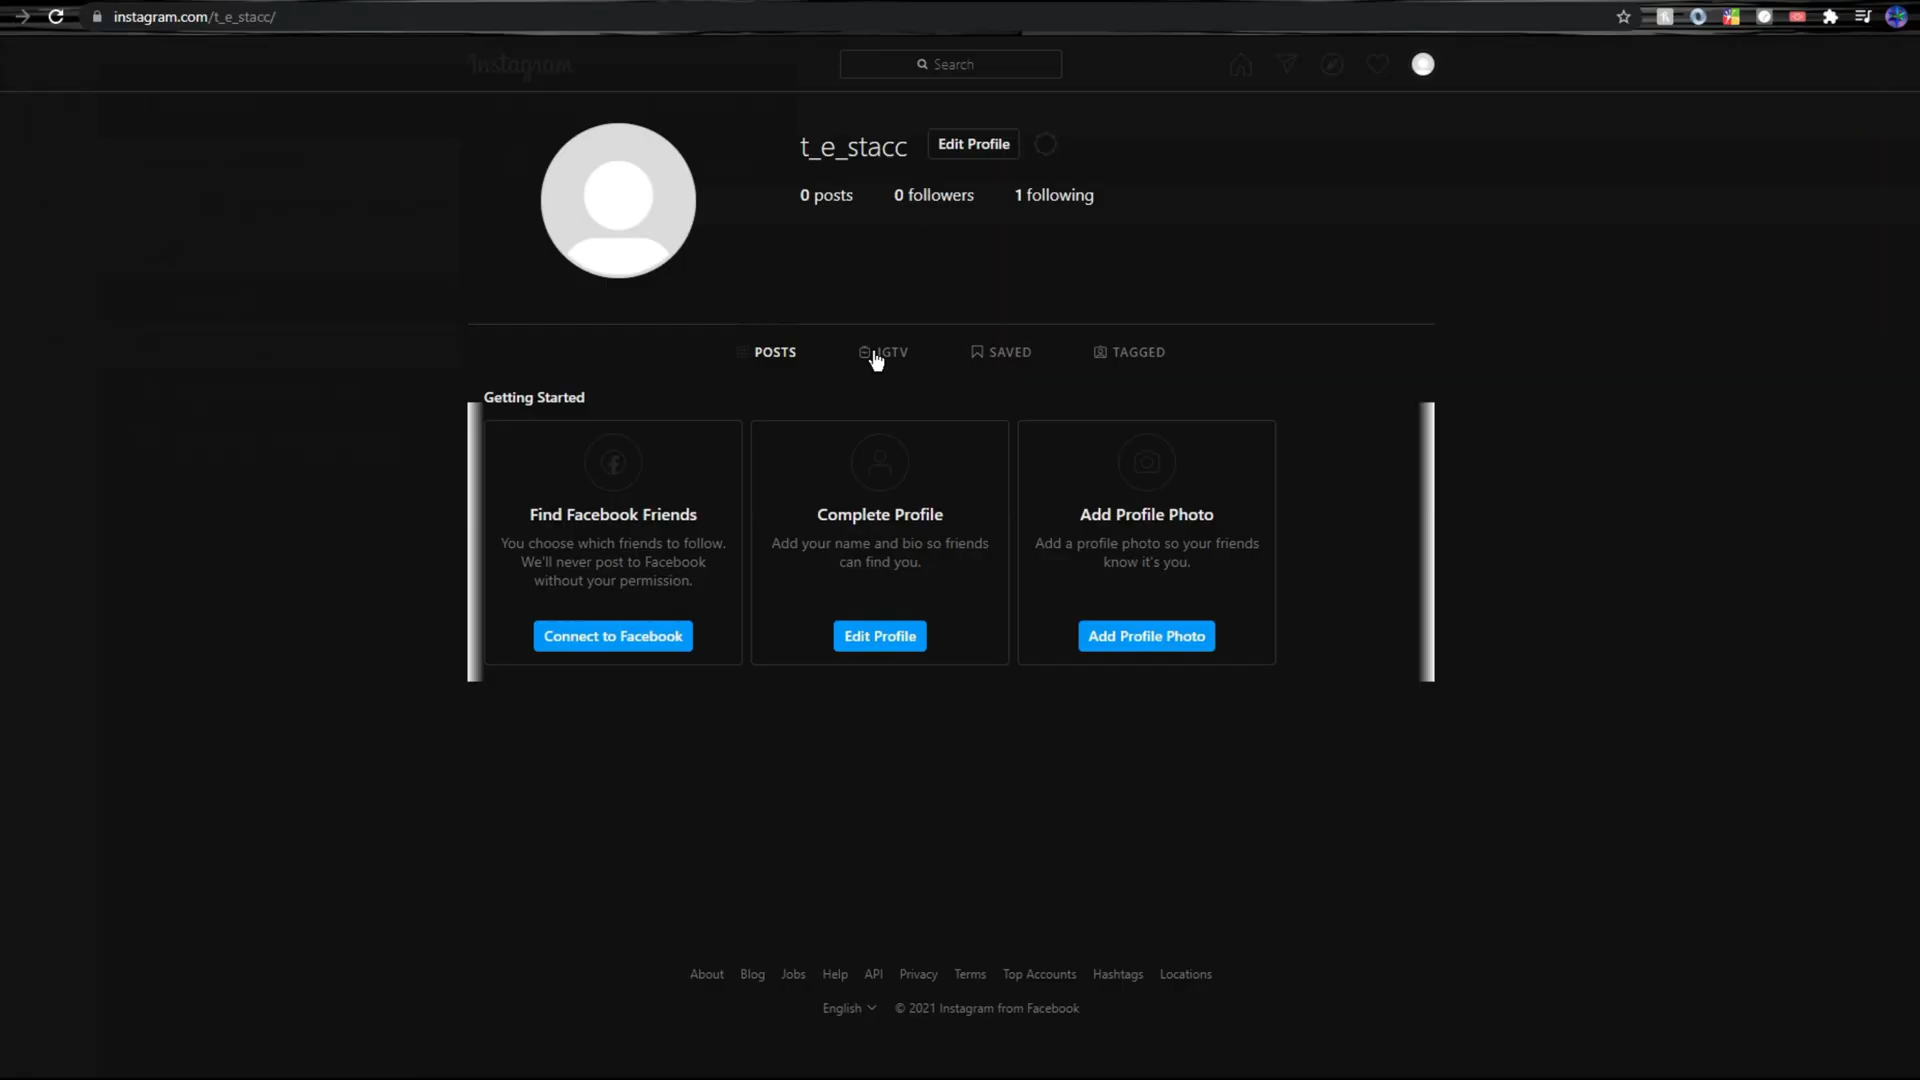 instagram.com/t_e_stacc/
Instagram
Search
t_e_stacc
Edit Profile
0 posts 0 followers 1 following
POSTS IGTV SAVED TAGGED
Getting Started
Find Facebook Friends
You choose which friends to follow.
We'll never post to Facebook
without your permission.
Connect to Facebook
Complete Profile
Add your name and bio so friends
can find you.
Edit Profile
Add Profile Photo
Add a profile photo so your friends
know it's you.
Add Profile Photo
About Blog Jobs Help API Privacy Terms Top Accounts Hashtags Locations
English © 2021 Instagram from Facebook